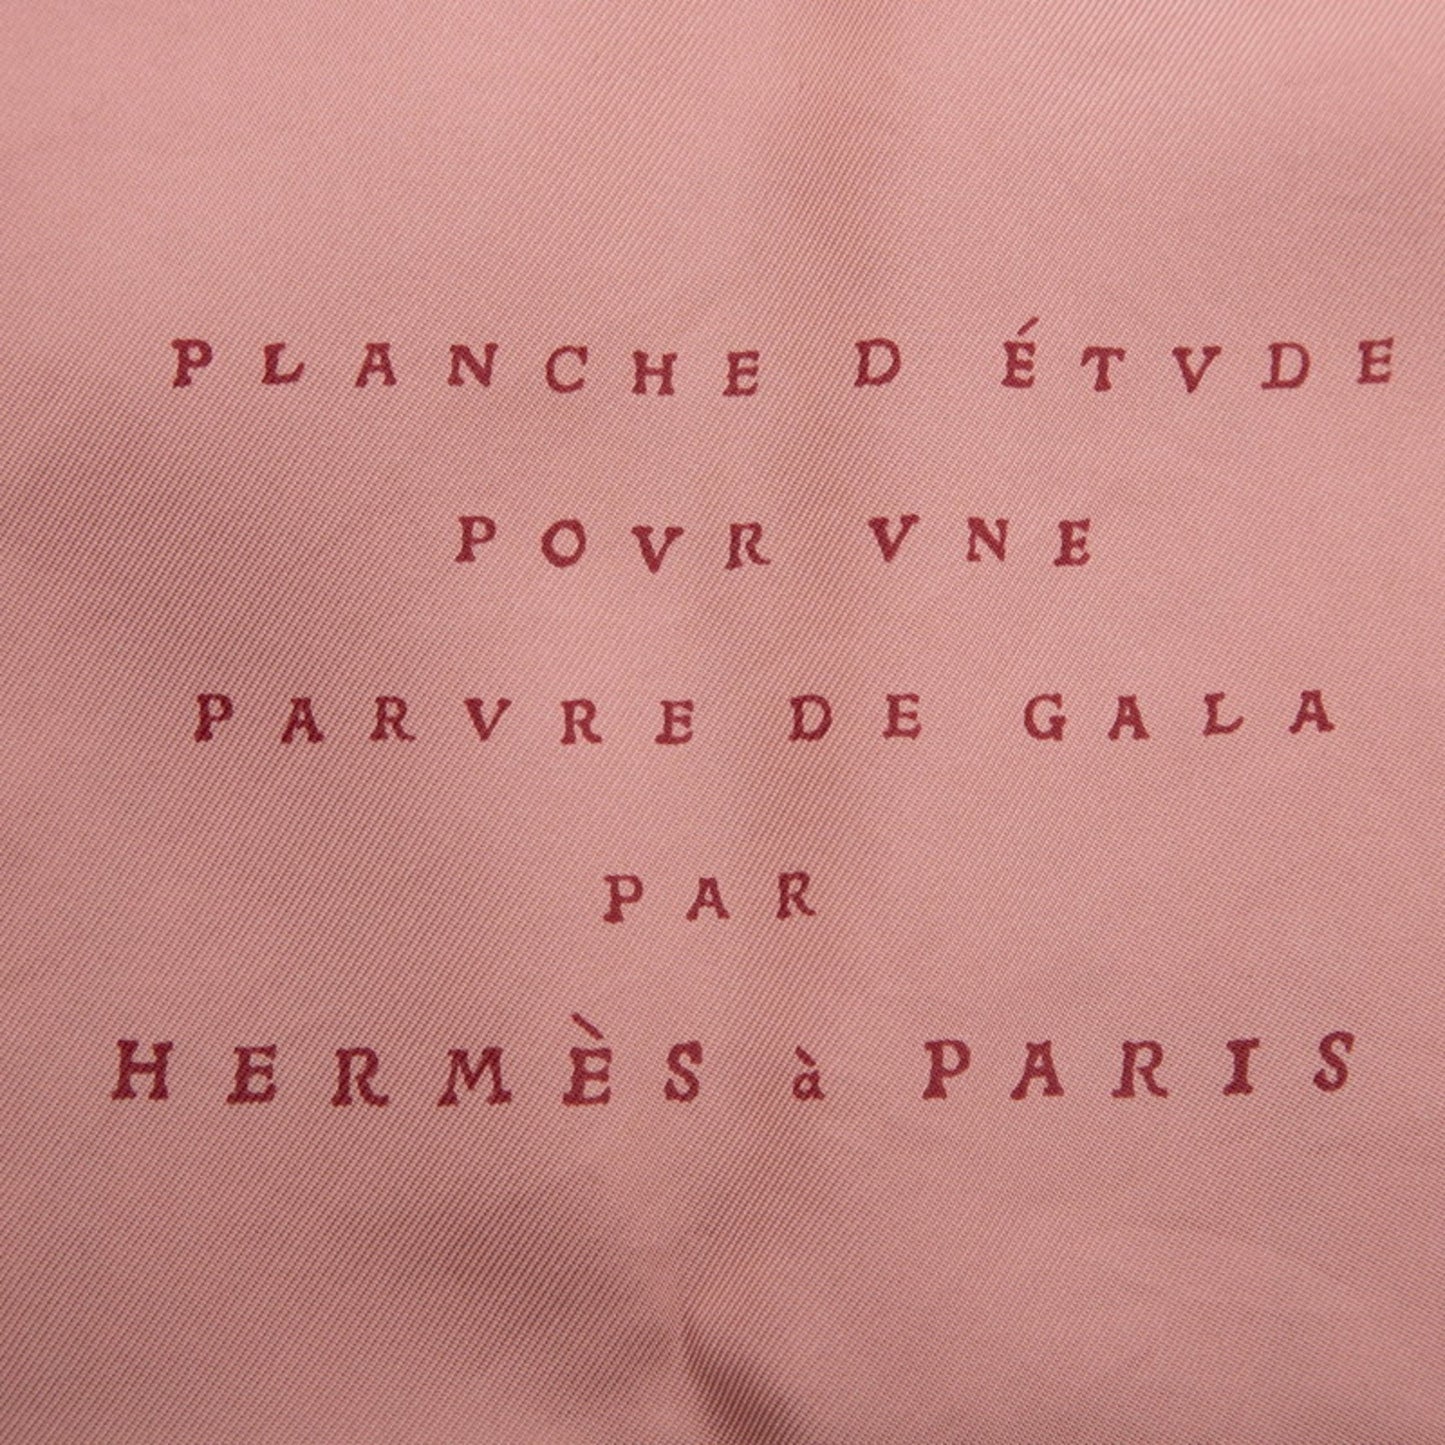 PLANCHE D ÉTVDE
POVR VNE
PARVRE DE GALA
PAR
HERMÈS à PARIS